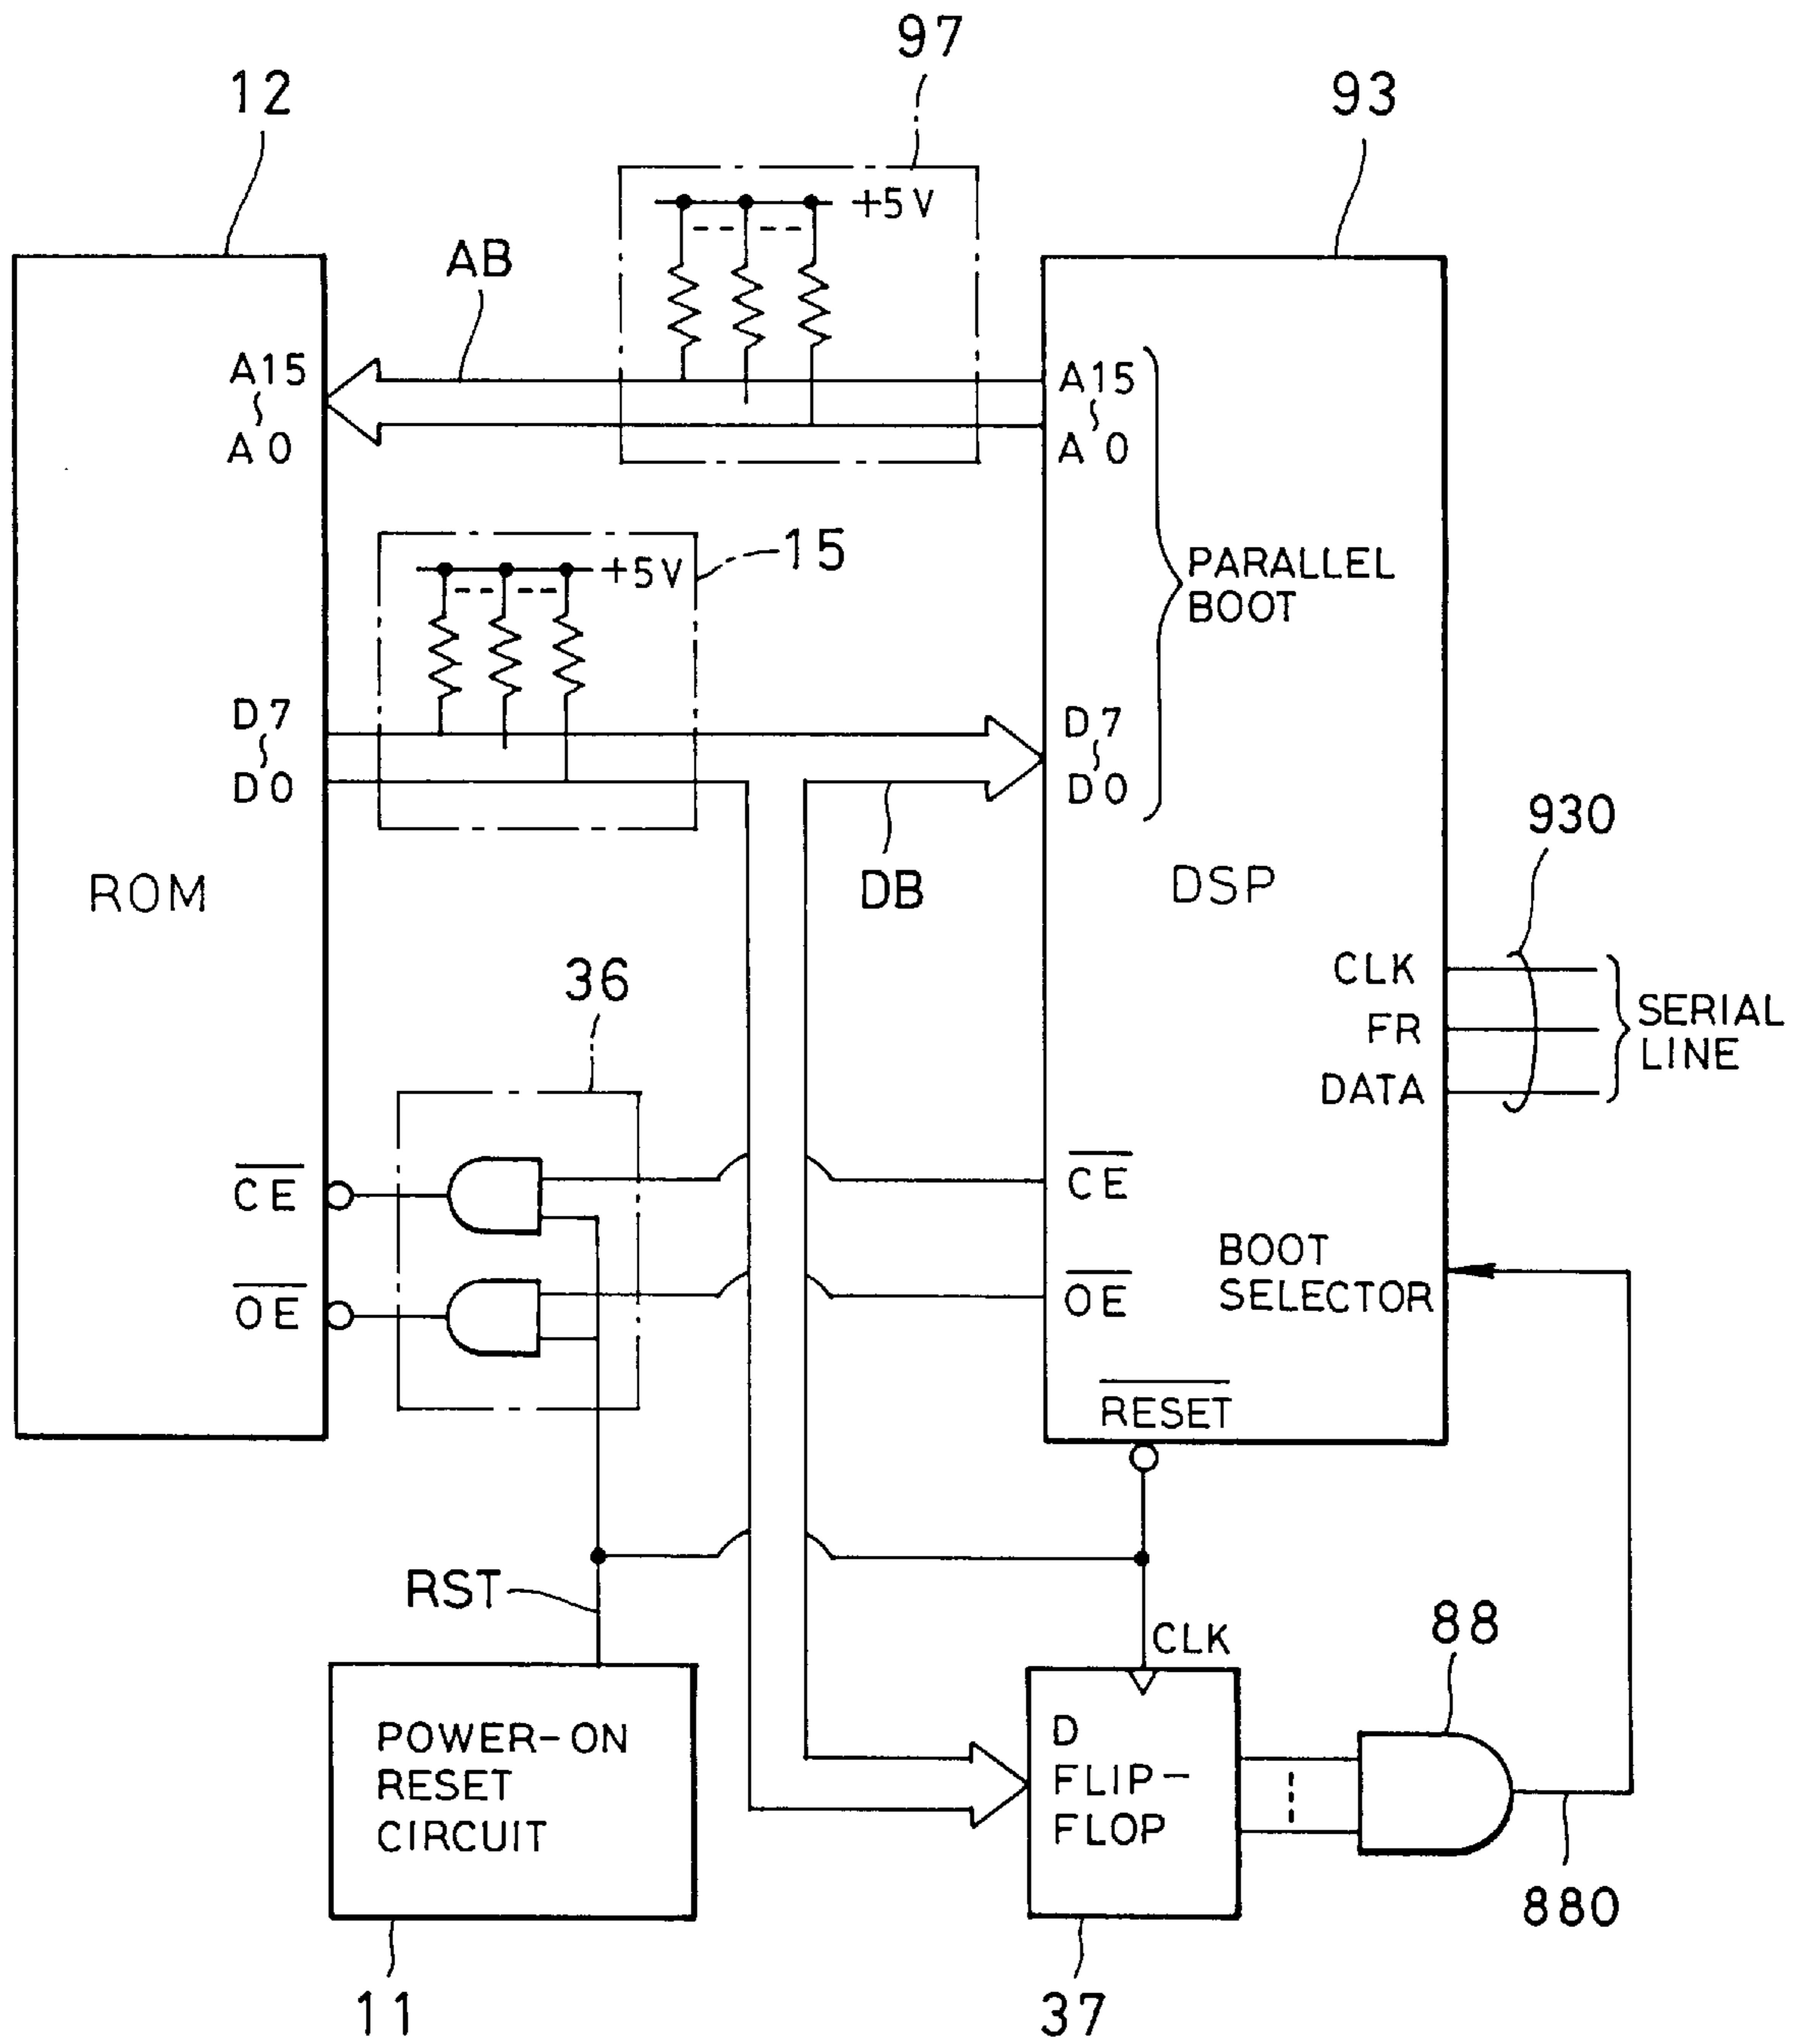 97
12
93
+5V
AB
A15
A0
A15
A0
15
+5V
PARALLEL
BOOT
D7
D0
D7
D0
930
ROM
DB
DSP
36
CLK
FR
DATA
SERIAL
LINE
CE
CE
BOOT
SELECTOR
OE
OE
RESET
RST
CLK
88
POWER-ON
RESET
CIRCUIT
D
FLIP-
FLOP
880
11
37